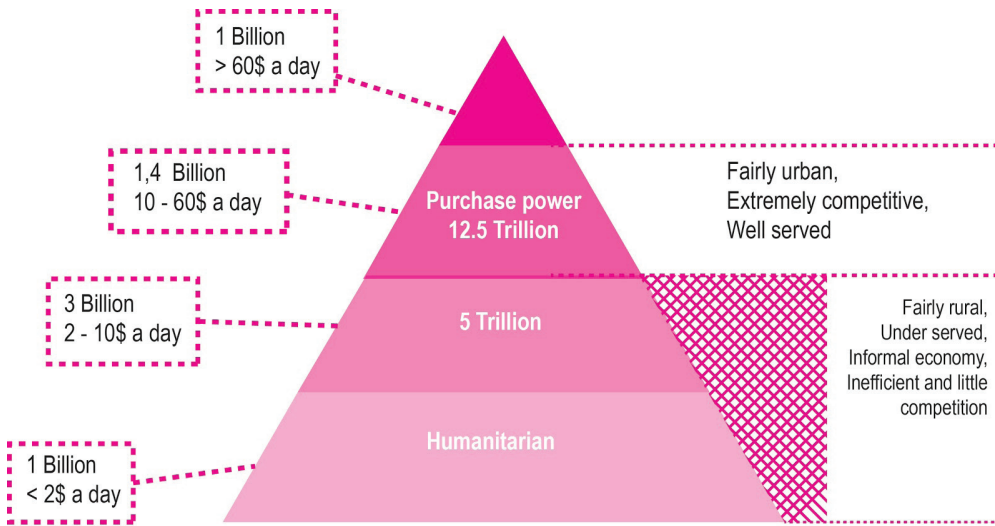 1 Billion
> 60$ a day
1,4  Billion
10 - 60$ a day
Purchase power
12.5 Trillion
Fairly urban,
Extremely competitive,
Well served
3 Billion
2 - 10$ a day
5 Trillion
Fairly rural,
Under served,
Informal economy,
Inefficient and little
competition
Humanitarian
1 Billion
< 2$ a day